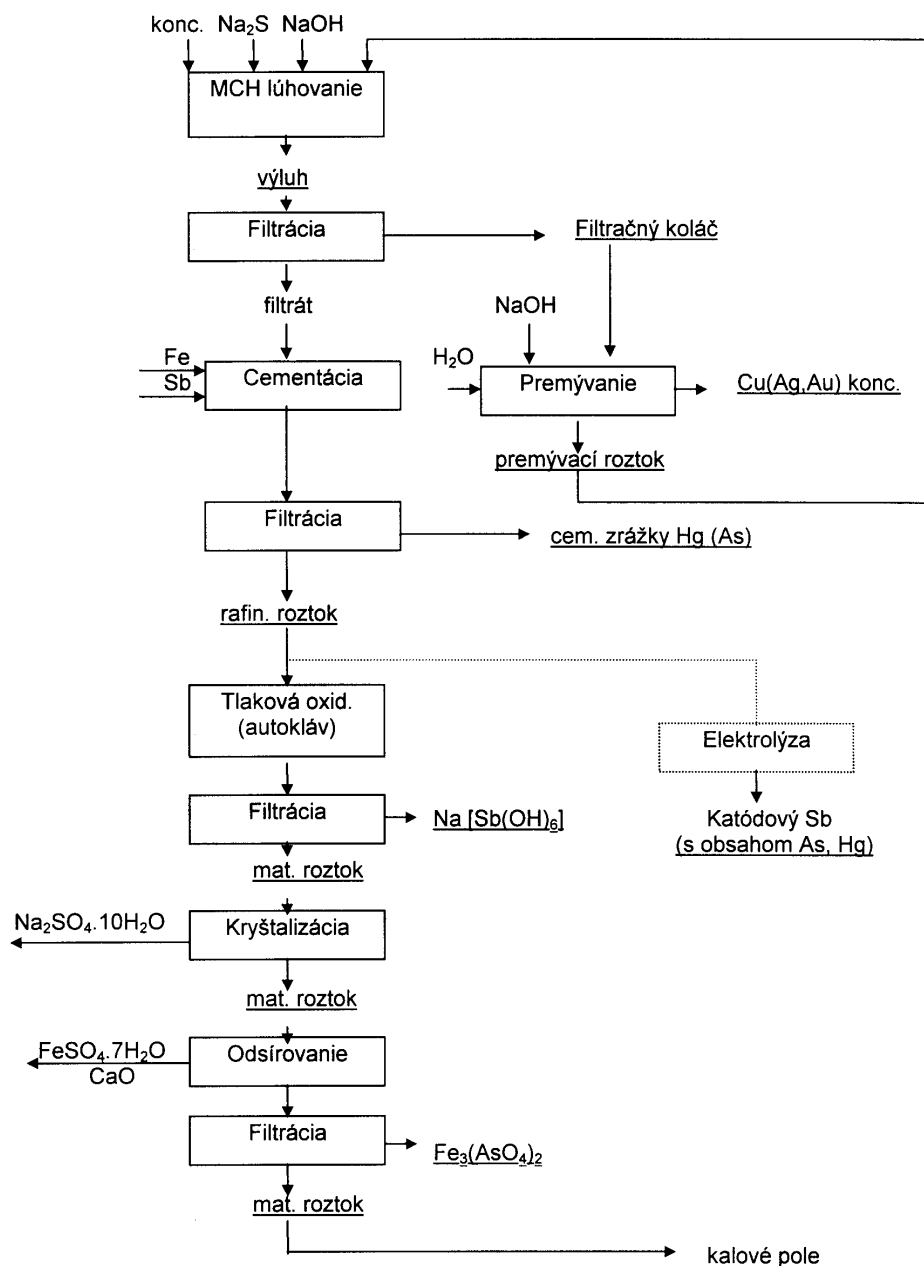 konc. Na₂S NaOH
MCH lúhovanie
výluh
Filtrácia
Filtračný koláč
filtrát
NaOH
Fe
Sb
Cementácia
H₂O
Premývanie
Cu(Ag,Au) konc.
premývací roztok
Filtrácia
cem. zrážky Hg (As)
rafin. roztok
Tlaková oxid.
(autokláv)
Elektrolýza
Filtrácia
Na [Sb(OH)₆]
Katódový Sb
(s obsahom As, Hg)
mat. roztok
Na₂SO₄.10H₂O
Kryštalizácia
mat. roztok
FeSO₄.7H₂O
CaO
Odsírovanie
Filtrácia
Fe₃(AsO₄)₂
mat. roztok
kalové pole